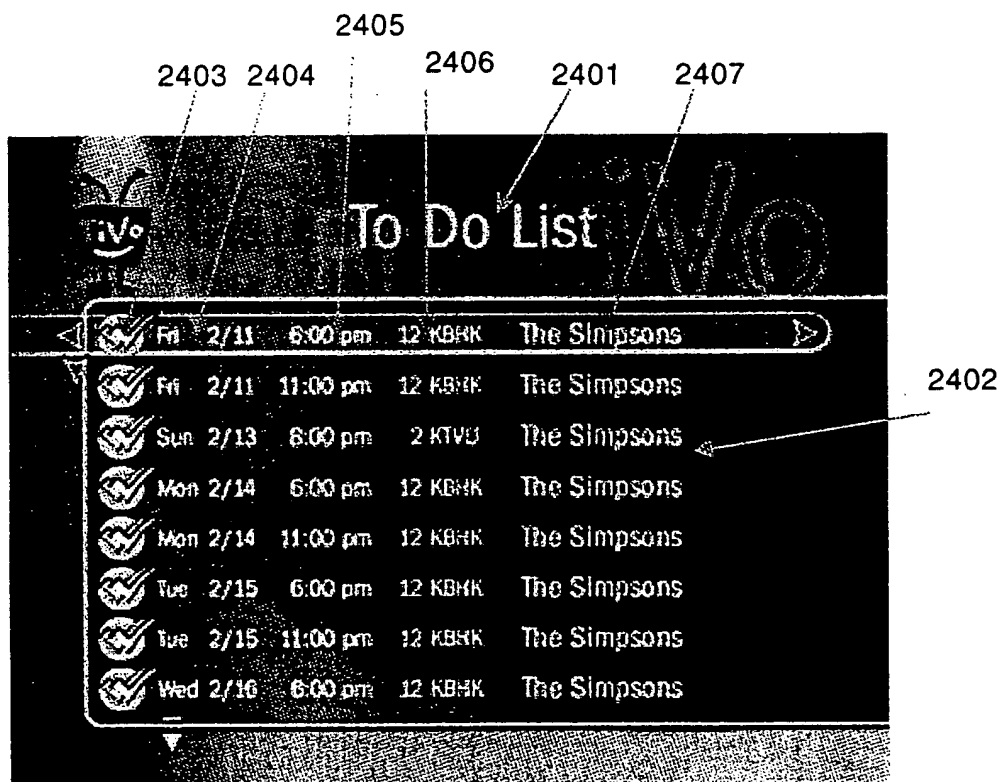 2405
2403 2404 2406 2401 2407
iVo
To Do List
iVo
Fri 2/11 6:00 pm 12 KBHK The Simpsons
Fri 2/11 11:00 pm 12 KBHK The Simpsons
2402
Sun 2/13 8:00 pm 2 KTVU The Simpsons
Mon 2/14 6:00 pm 12 KBHK The Simpsons
Mon 2/14 11:00 pm 12 KBHK The Simpsons
Tue 2/15 6:00 pm 12 KBHK The Simpsons
Tue 2/15 11:00 pm 12 KBHK The Simpsons
Wed 2/16 6:00 pm 12 KBHK The Simpsons